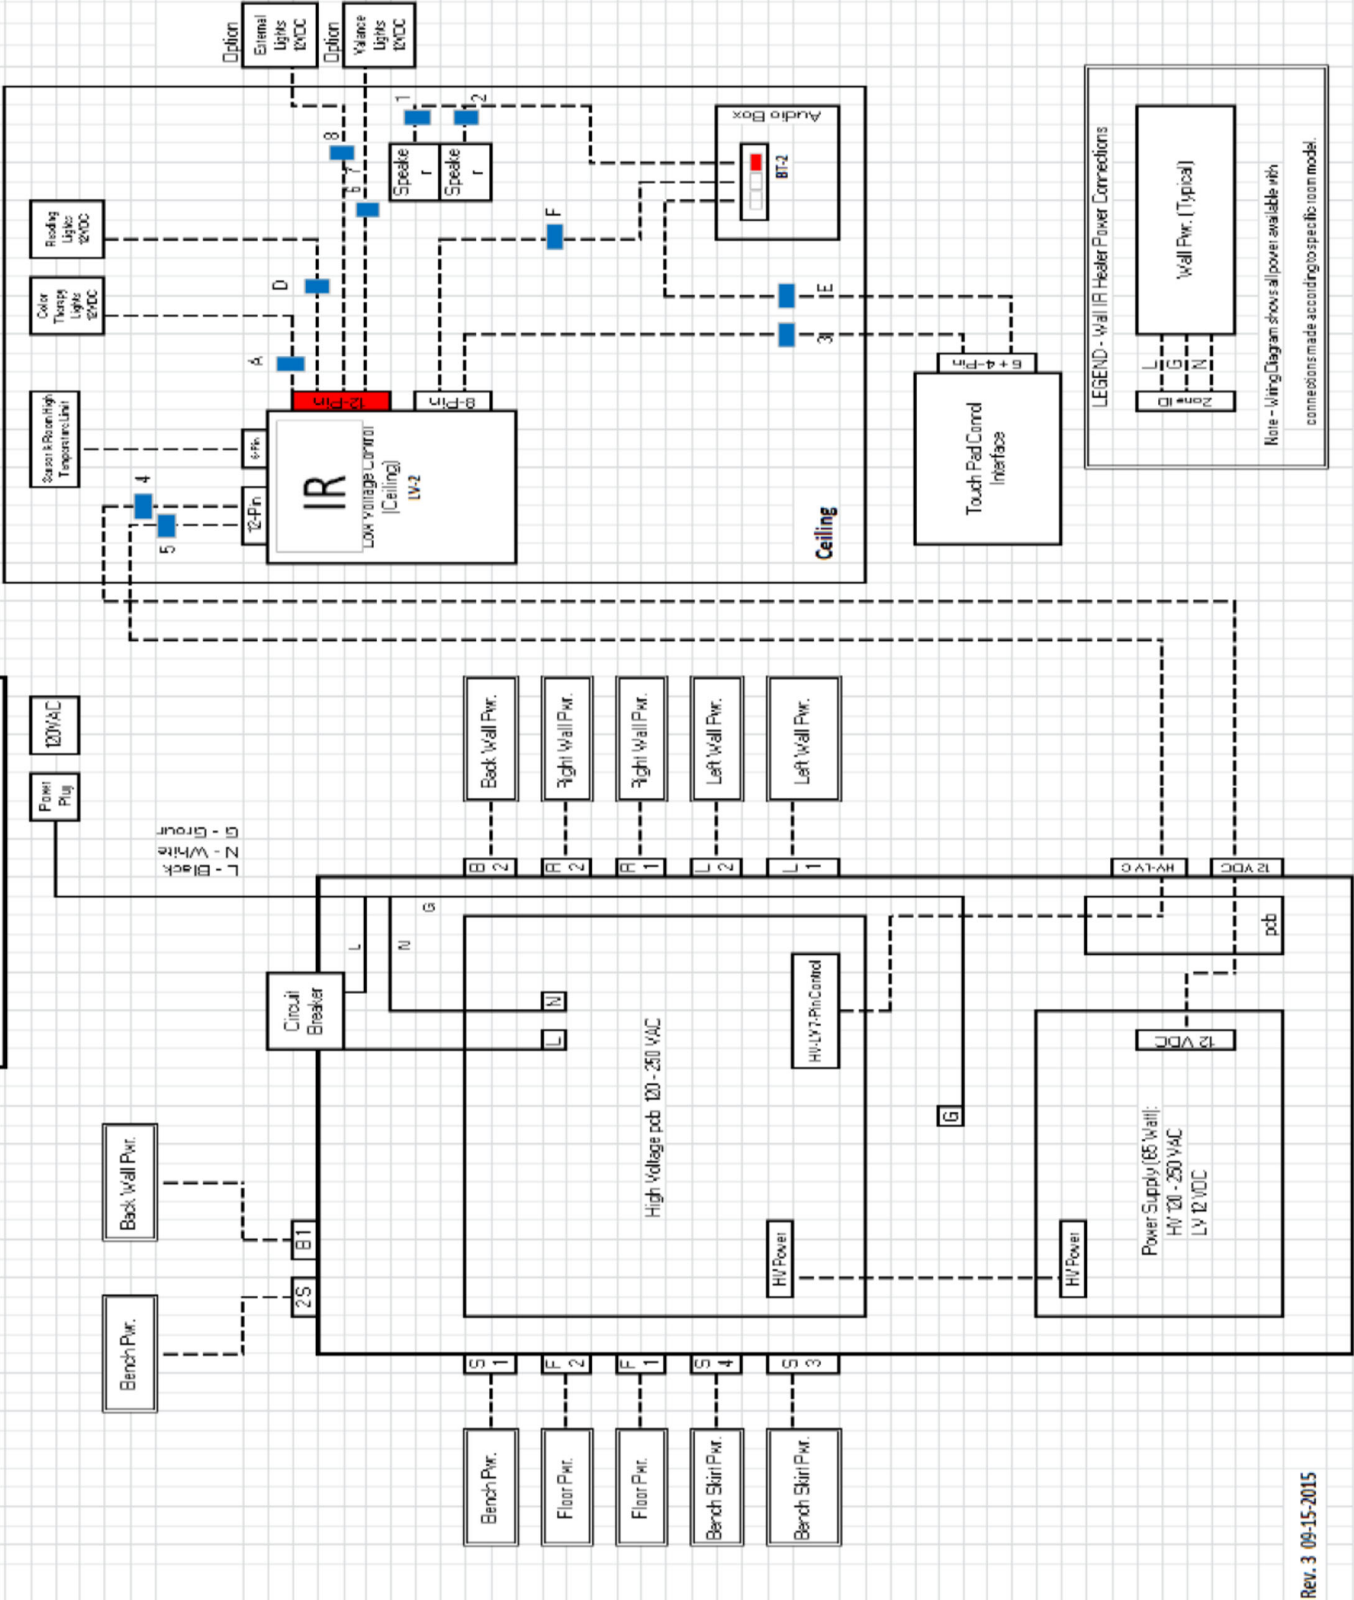 Option
External
Lights
12VDC
Option
Valance
Lights
12VDC
Reading
Lights
12VDC
Color
Therapy
Lights
12VDC
Sensor & Room High
Temperature Limit
8
7
6
1
2
Speake
r
Speake
r
Audio Box
BT-2
D
A
F
E
3
4
5
12-Pin
8-Pin
6-Pin
12-Pin
IR
Low Voltage Control
(Ceiling)
LV-2
Ceiling
6 + 4-Pin
Touch Pad Control
Interface
LEGEND - Wall IR Heater Power Connections
Wall Pwr. (Typical)
L
G
N
Zone ID
Note - Wiring Diagram shows all power available with
connections made according to specific room model.
120VAC
Power
Plug
L - Black
N - White
G - Groun
Back Wall Pwr.
Right Wall Pwr.
Right Wall Pwr.
Left Wall Pwr.
Left Wall Pwr.
B
2
R
2
R
1
L
2
L
1
HV-LV C
12 VDC
G
L
N
Circuit
Breaker
N
L
High Voltage pcb 120 - 250 VAC
HV-LV 7-Pin Control
pcb
G
12 VDC
Power Supply (65 Watt):
HV 120 - 250 VAC
LV 12 VDC
HV Power
HV Power
Back Wall Pwr.
B1
Bench Pwr.
2S
S
1
F
2
F
1
S
4
S
3
Bench Pwr.
Floor Pwr.
Floor Pwr.
Bench Skirt Pwr.
Bench Skirt Pwr.
Rev. 3 09-15-2015